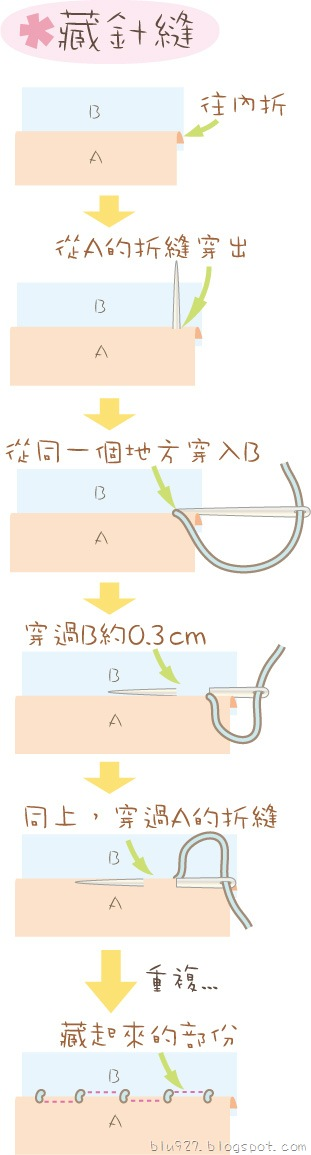 藏針縫
B
往內折
A
從A的折縫穿出
B
A
從同一個地方穿入B
B
A
穿過B約0.3cm
B
A
同上，穿過A的折縫
B
A
重複...
藏起來的部份
B
A
blu927.blogspot.com